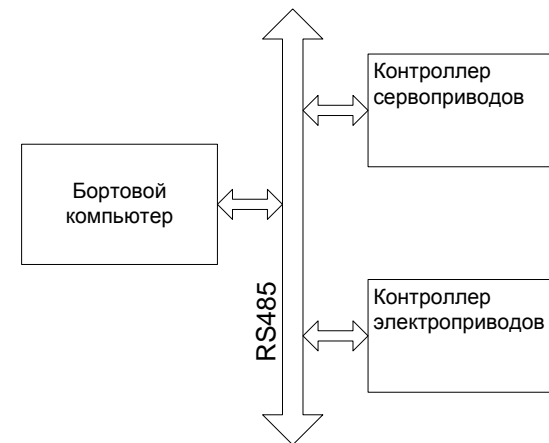 Контроллер
сервоприводов
Бортовой
компьютер
RS485
Контроллер
электроприводов